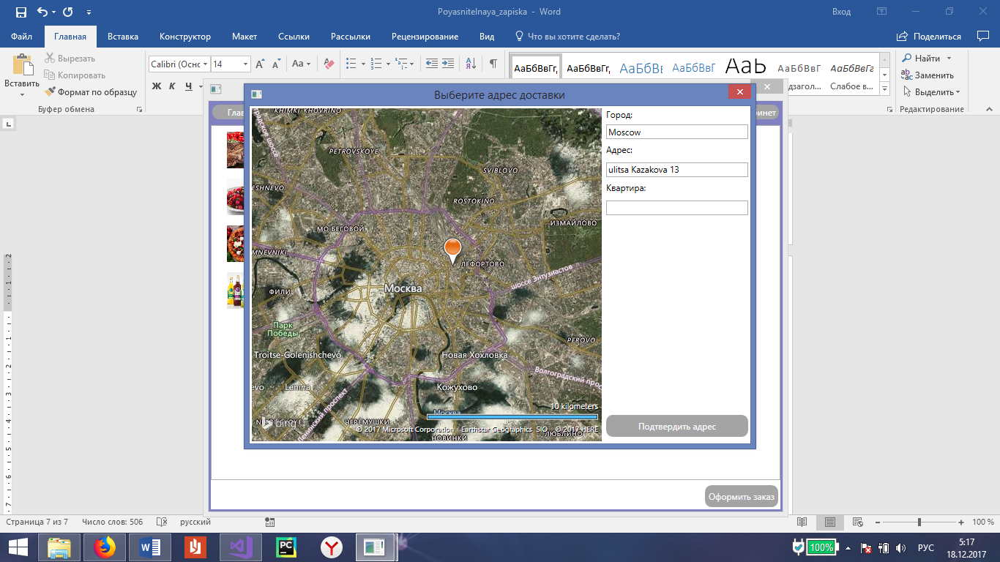 Poyasnitelnaya_zapiska - Word
Вход
Файл Главная Вставка Конструктор Макет Ссылки Рассылки Рецензирование Вид Что вы хотите сделать? Поделиться
Вставить
Вырезать
Копировать
Формат по образцу
Буфер обмена
Calibri (Оснс 14
Аа
Ж К Ч
АаБбВвГг, АаБбВвГг, АаБбВ АаБбВвГ АаБ АаБбВвГ АаБбВвГг
дзагол... Слабое в...
Найти
Заменить
Выделить
Редактирование
Выберите адрес доставки
Глав
бинет
Город:
Moscow
Адрес:
ulitsa Kazakova 13
Квартира:
Подтвердить адрес
KHIMKI-KHOVRINO
PETROVSKOYE
SVIBLOVO
ESHNEVO
ROSTOKINO
ИЗМАЙЛОВО
МО БЕГОВОЙ
MNEVNIKI
ЛЕФОРТОВО
шоссе Энтузиастов
Москва
ФИЛИ
Парк
Победы
PEROVO
Troitse-Golenishchevo
Новая Хохловка
Волгоградский прос
evo
Lenina
Кожухово
Ленинский проспект
10 kilometers
Москва
bing
ЧЕРЕМУШКИ
© 2017 Microsoft Corporation Earthstar Geographics SIO © 2017 HERE
НОВИНКИ
ЛЮБЛИНО
Оформить заказ
Страница 7 из 7 Число слов: 506 русский
100 %
100%
РУС
5:17
18.12.2017